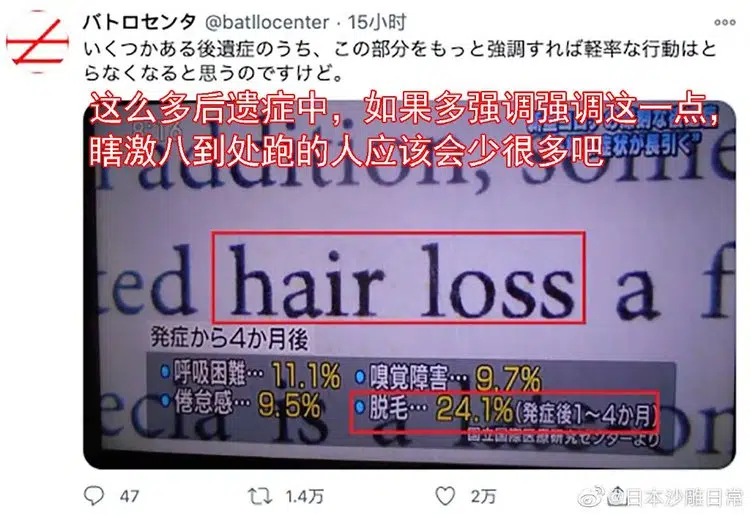 バトロセンタ @batllocenter · 15小时
いくつかある後遺症のうち、この部分をもっと強調すれば軽率な行動はと
らなくなると思うのですけど。
这么多后遗症中，如果多强调强调这一点，
瞎激八到处跑的人应该会少很多吧
8:16
症状が長引く”
addition, some
ted hair loss a f
発症から4か月後
呼吸困難… 11.1%
嗅覚障害… 9.7%
倦怠感… 9.5%
脱毛… 24.1%(発症後1〜4か月)
国立国際医療研究センターより
ecia is a late on
47
1.4万
2万
@日本沙雕日常